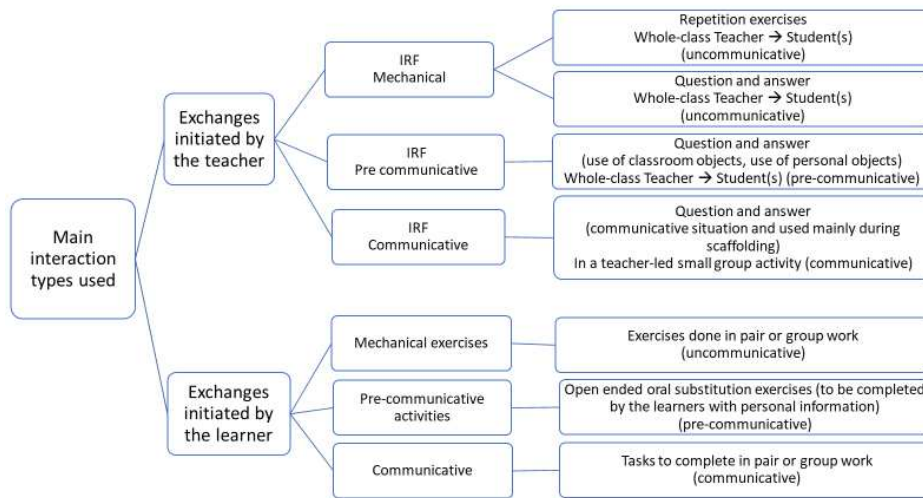 Main
interaction
types used
Exchanges
initiated by
the teacher
IRF
Mechanical
Repetition exercises
Whole-class Teacher → Student(s)
(uncommunicative)
Question and answer
Whole-class Teacher → Student(s)
(uncommunicative)
IRF
Pre communicative
Question and answer
(use of classroom objects, use of personal objects)
Whole-class Teacher → Student(s) (pre-communicative)
IRF
Communicative
Question and answer
(communicative situation and used mainly during
scaffolding)
In a teacher-led small group activity (communicative)
Exchanges
initiated by
the learner
Mechanical exercises
Exercises done in pair or group work
(uncommunicative)
Pre-communicative
activities
Open ended oral substitution exercises (to be completed
by the learners with personal information)
(pre-communicative)
Communicative
Tasks to complete in pair or group work
(communicative)